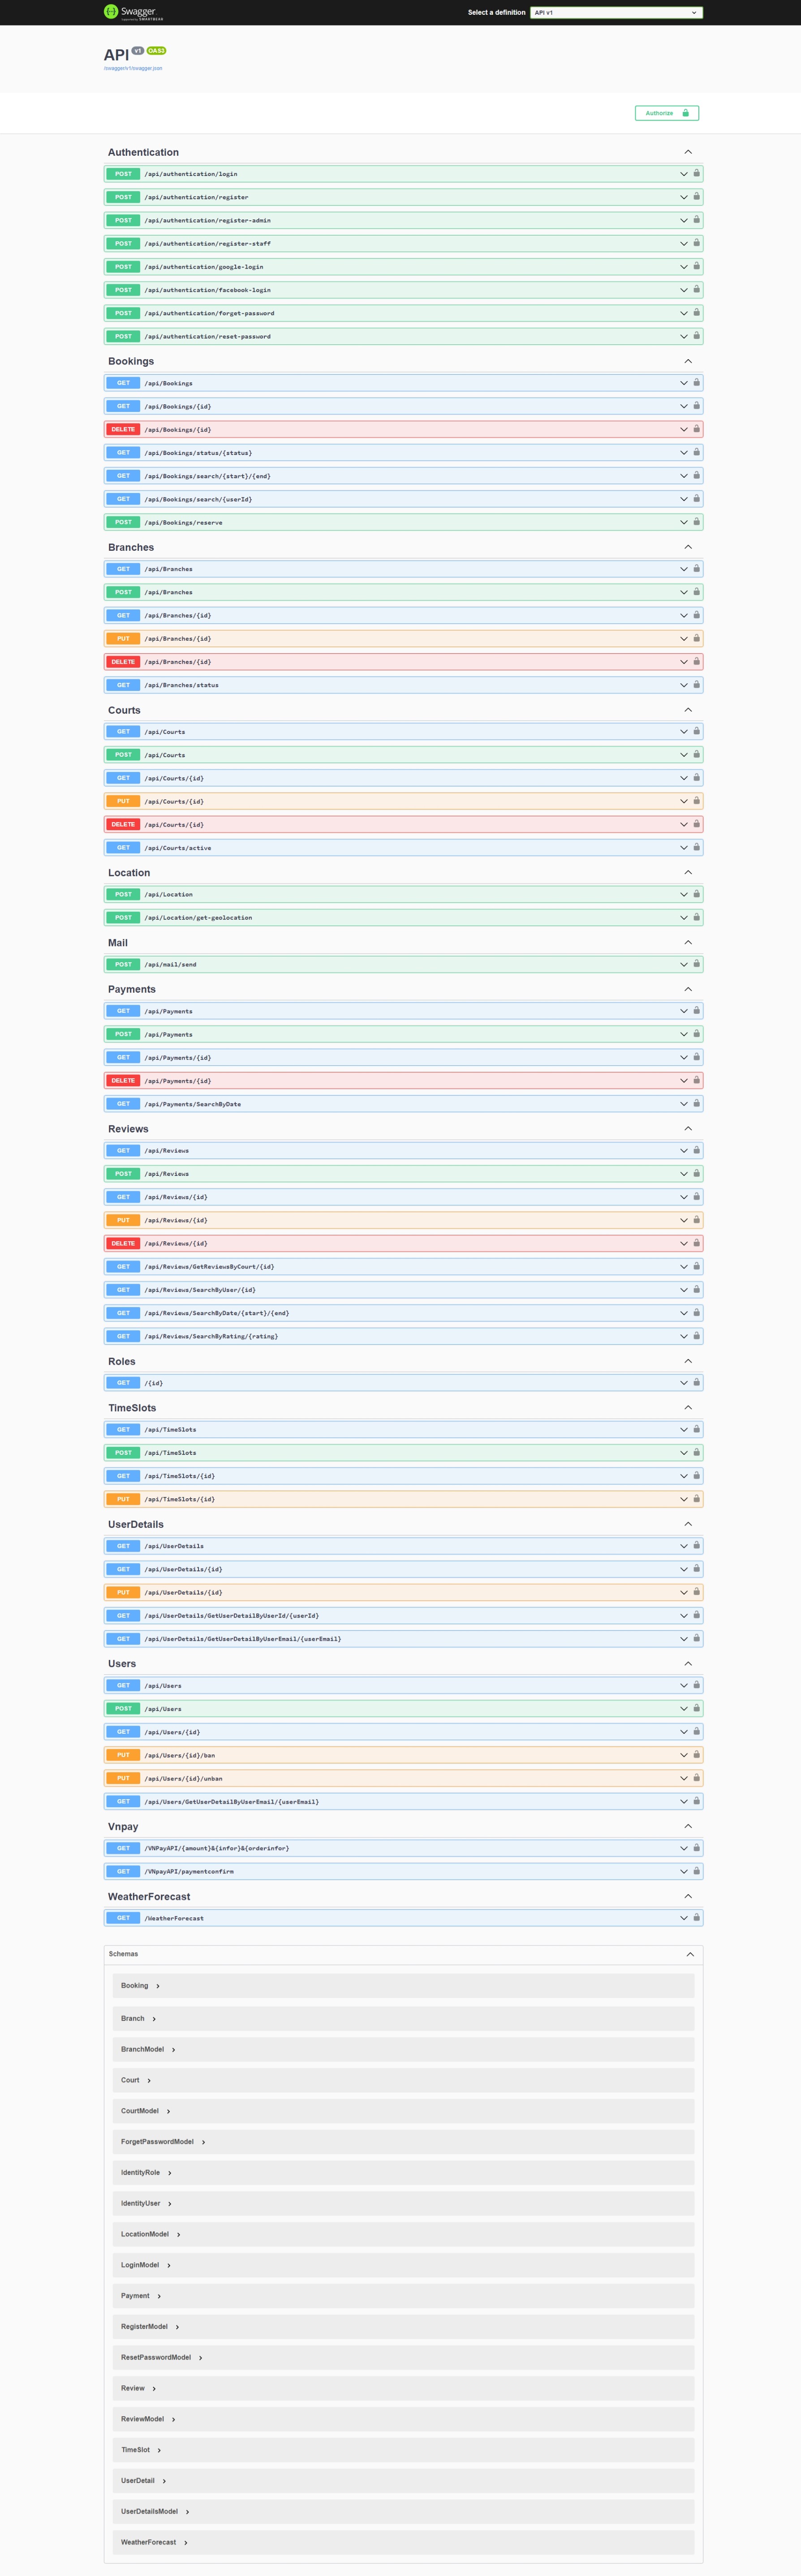 Swagger
Supported by SMARTBEAR
Select a definition
API v1
API v1 OAS3
/swagger/v1/swagger.json
Authorize
Authentication
POST /api/authentication/login
POST /api/authentication/register
POST /api/authentication/register-admin
POST /api/authentication/register-staff
POST /api/authentication/google-login
POST /api/authentication/facebook-login
POST /api/authentication/forget-password
POST /api/authentication/reset-password
Bookings
GET /api/Bookings
GET /api/Bookings/{id}
DELETE /api/Bookings/{id}
GET /api/Bookings/status/{status}
GET /api/Bookings/search/{start}/{end}
GET /api/Bookings/search/{userId}
POST /api/Bookings/reserve
Branches
GET /api/Branches
POST /api/Branches
GET /api/Branches/{id}
PUT /api/Branches/{id}
DELETE /api/Branches/{id}
GET /api/Branches/status
Courts
GET /api/Courts
POST /api/Courts
GET /api/Courts/{id}
PUT /api/Courts/{id}
DELETE /api/Courts/{id}
GET /api/Courts/active
Location
POST /api/Location
POST /api/Location/get-geolocation
Mail
POST /api/mail/send
Payments
GET /api/Payments
POST /api/Payments
GET /api/Payments/{id}
DELETE /api/Payments/{id}
GET /api/Payments/SearchByDate
Reviews
GET /api/Reviews
POST /api/Reviews
GET /api/Reviews/{id}
PUT /api/Reviews/{id}
DELETE /api/Reviews/{id}
GET /api/Reviews/GetReviewsByCourt/{id}
GET /api/Reviews/SearchByUser/{id}
GET /api/Reviews/SearchByDate/{start}/{end}
GET /api/Reviews/SearchByRating/{rating}
Roles
GET /{id}
TimeSlots
GET /api/TimeSlots
POST /api/TimeSlots
GET /api/TimeSlots/{id}
PUT /api/TimeSlots/{id}
UserDetails
GET /api/UserDetails
GET /api/UserDetails/{id}
PUT /api/UserDetails/{id}
GET /api/UserDetails/GetUserDetailByUserId/{userId}
GET /api/UserDetails/GetUserDetailByUserEmail/{userEmail}
Users
GET /api/Users
POST /api/Users
GET /api/Users/{id}
PUT /api/Users/{id}/ban
PUT /api/Users/{id}/unban
GET /api/Users/GetUserDetailByUserEmail/{userEmail}
Vnpay
GET /VNPayAPI/{amount}&{infor}&{orderinfor}
GET /VNpayAPI/paymentconfirm
WeatherForecast
GET /WeatherForecast
Schemas
Booking
Branch
BranchModel
Court
CourtModel
ForgetPasswordModel
IdentityRole
IdentityUser
LocationModel
LoginModel
Payment
RegisterModel
ResetPasswordModel
Review
ReviewModel
TimeSlot
UserDetail
UserDetailsModel
WeatherForecast